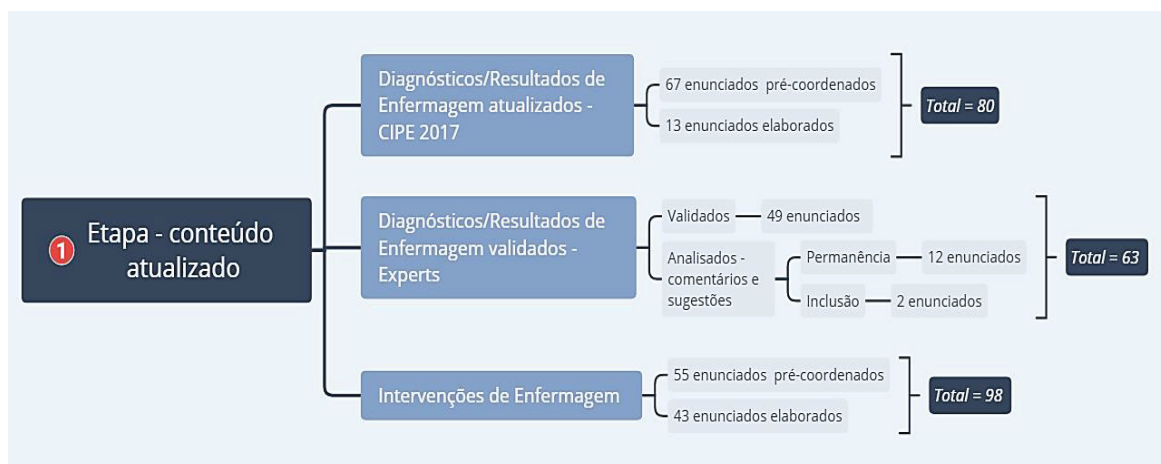 1
Etapa - conteúdo
atualizado
Diagnósticos/Resultados de
Enfermagem atualizados -
CIPE 2017
67 enunciados pré-coordenados
13 enunciados elaborados
Total = 80
Diagnósticos/Resultados de
Enfermagem validados -
Experts
Validados
49 enunciados
Analisados -
comentários e
sugestões
Permanência
12 enunciados
Inclusão
2 enunciados
Total = 63
Intervenções de Enfermagem
55 enunciados pré-coordenados
43 enunciados elaborados
Total = 98